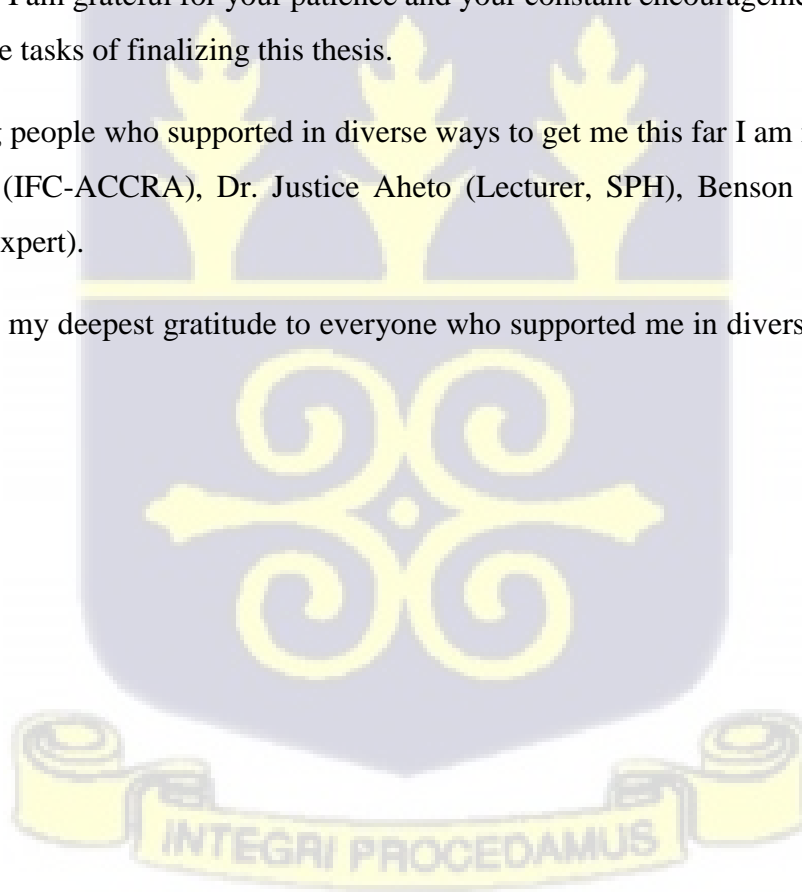 I am grateful for your patience and your constant
e tasks of finalizing this thesis.
people who supported in diverse ways to get me this far I am
(IFC-ACCRA), Dr. Justice Aheto (Lecturer, SPH), Benson
xpert).
my deepest gratitude to everyone who supported me in divers
INTEGRI PROCEDAMUS